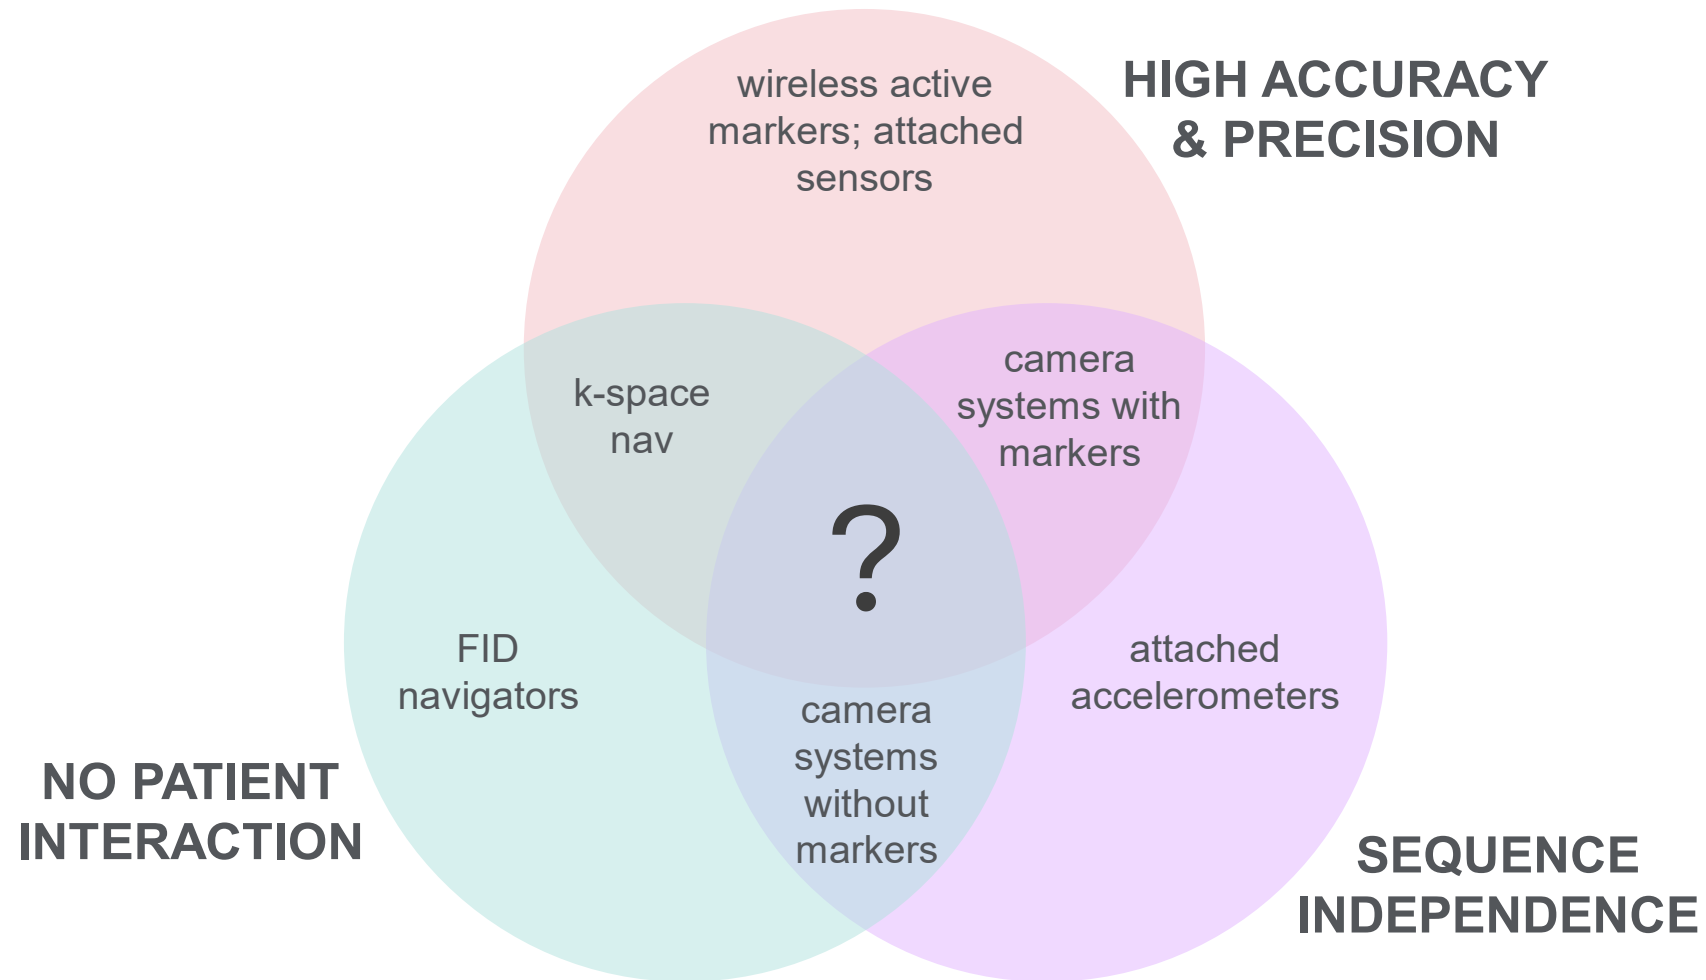 wireless active
markers; attached
sensors
HIGH ACCURACY
& PRECISION
k-space
nav
camera
systems with
markers
?
FID
navigators
attached
accelerometers
camera
systems
without
markers
NO PATIENT
INTERACTION
SEQUENCE
INDEPENDENCE